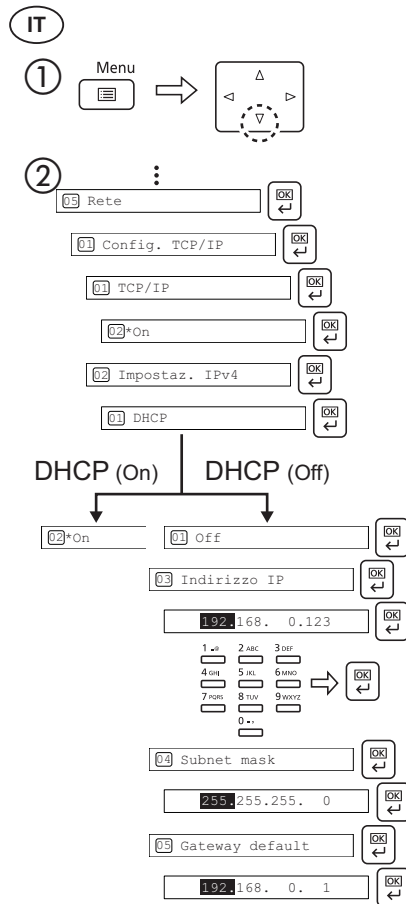 IT
1 Menu
2
05 Rete OK
01 Config. TCP/IP OK
01 TCP/IP OK
02*On OK
02 Impostaz. IPv4 OK
01 DHCP OK
DHCP (On) DHCP (Off)
02*On 01 Off OK
03 Indirizzo IP OK
192.168. 0.123 OK
1 .@ 2 ABC 3 DEF
4 GHI 5 JKL 6 MNO OK
7 PQRS 8 TUV 9 WXYZ
0 -,
04 Subnet mask OK
255.255.255. 0 OK
05 Gateway default OK
192.168. 0. 1 OK